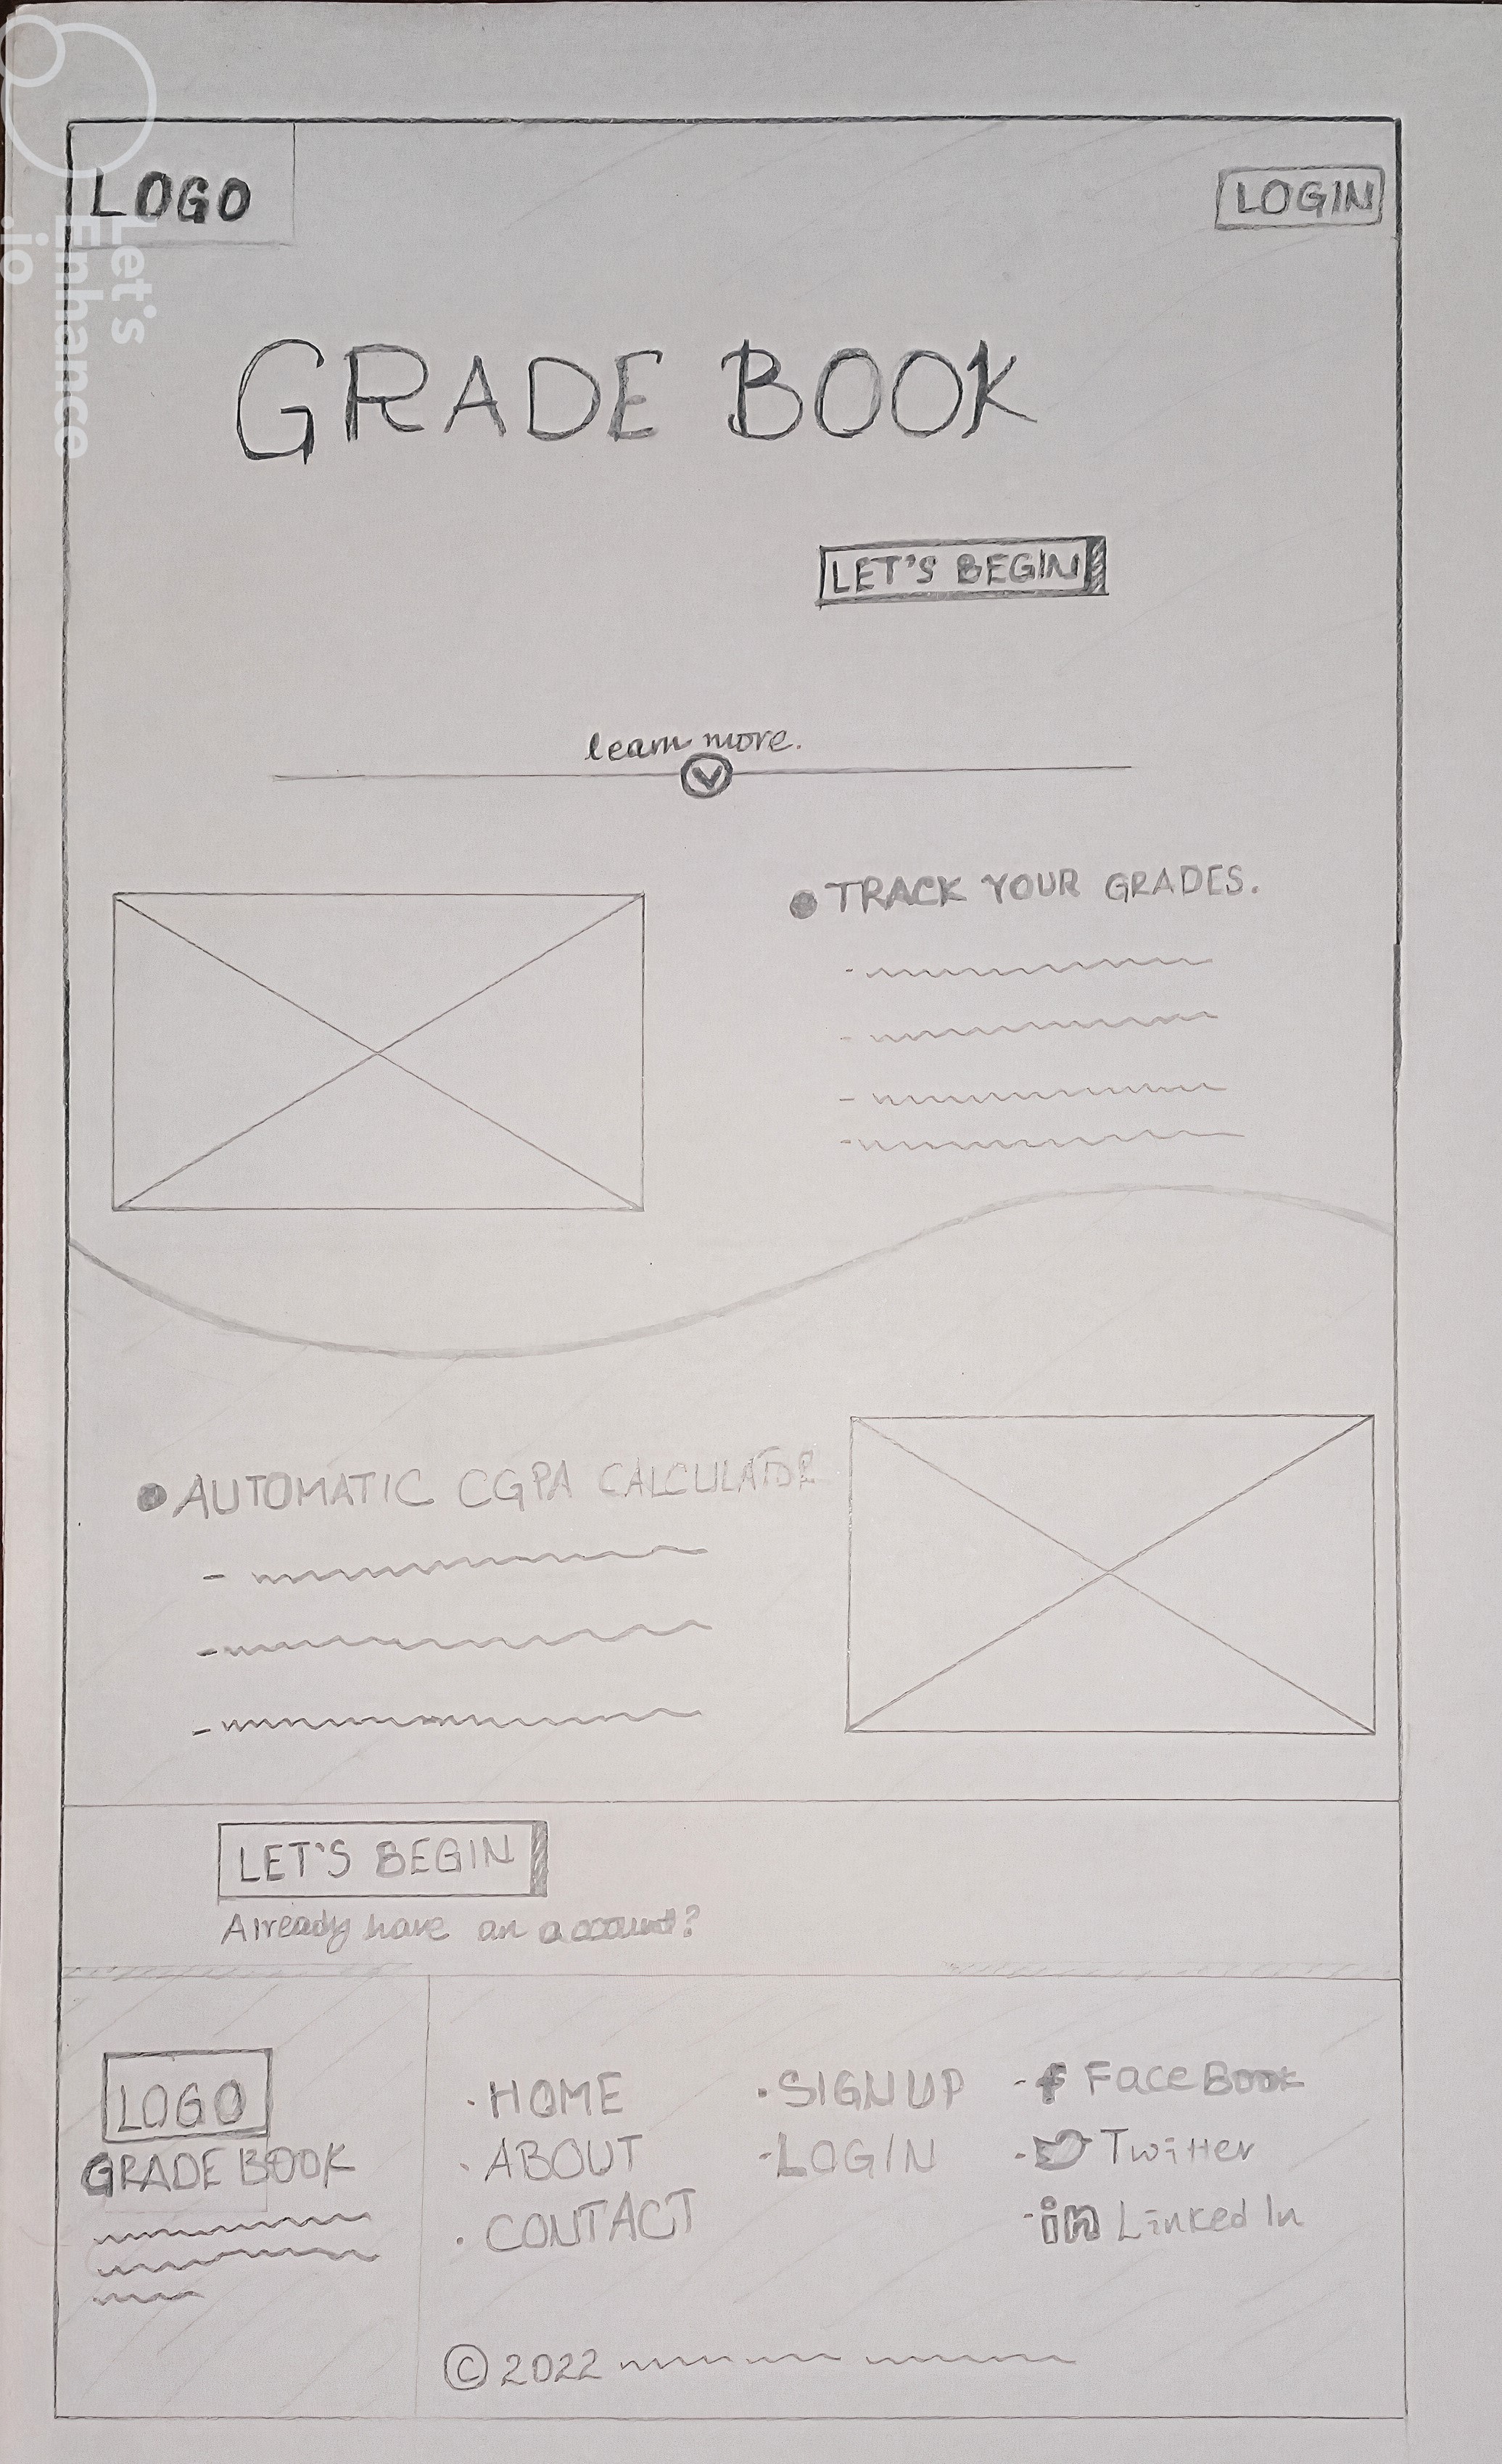 LOGO
LOGIN
Let's
Enhance
.io
GRADE BOOK
LET'S BEGIN
learn more.
TRACK YOUR GRADES.
AUTOMATIC CGPA CALCULATOR
LET'S BEGIN
Already have an account?
LOGO
GRADE BOOK
HOME
ABOUT
CONTACT
SIGNUP
LOGIN
f FaceBook
Twitter
in Linked In
© 2022